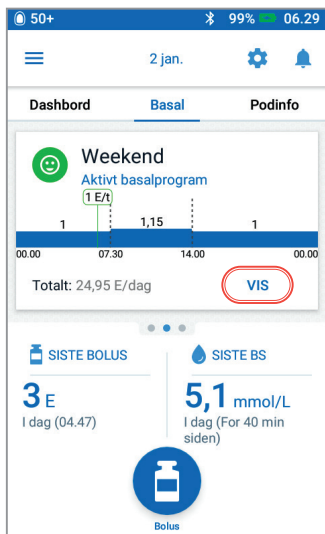 50+ 99% 06.29
2 jan.
Dashbord Basal Podinfo
Weekend
Aktivt basalprogram
1 E/t
1 1,15 1
00.00 07.30 14.00 00.00
Totalt: 24,95 E/dag VIS
SISTE BOLUS
3 E
I dag (04.47)
SISTE BS
5,1 mmol/L
I dag (For 40 min
siden)
Bolus